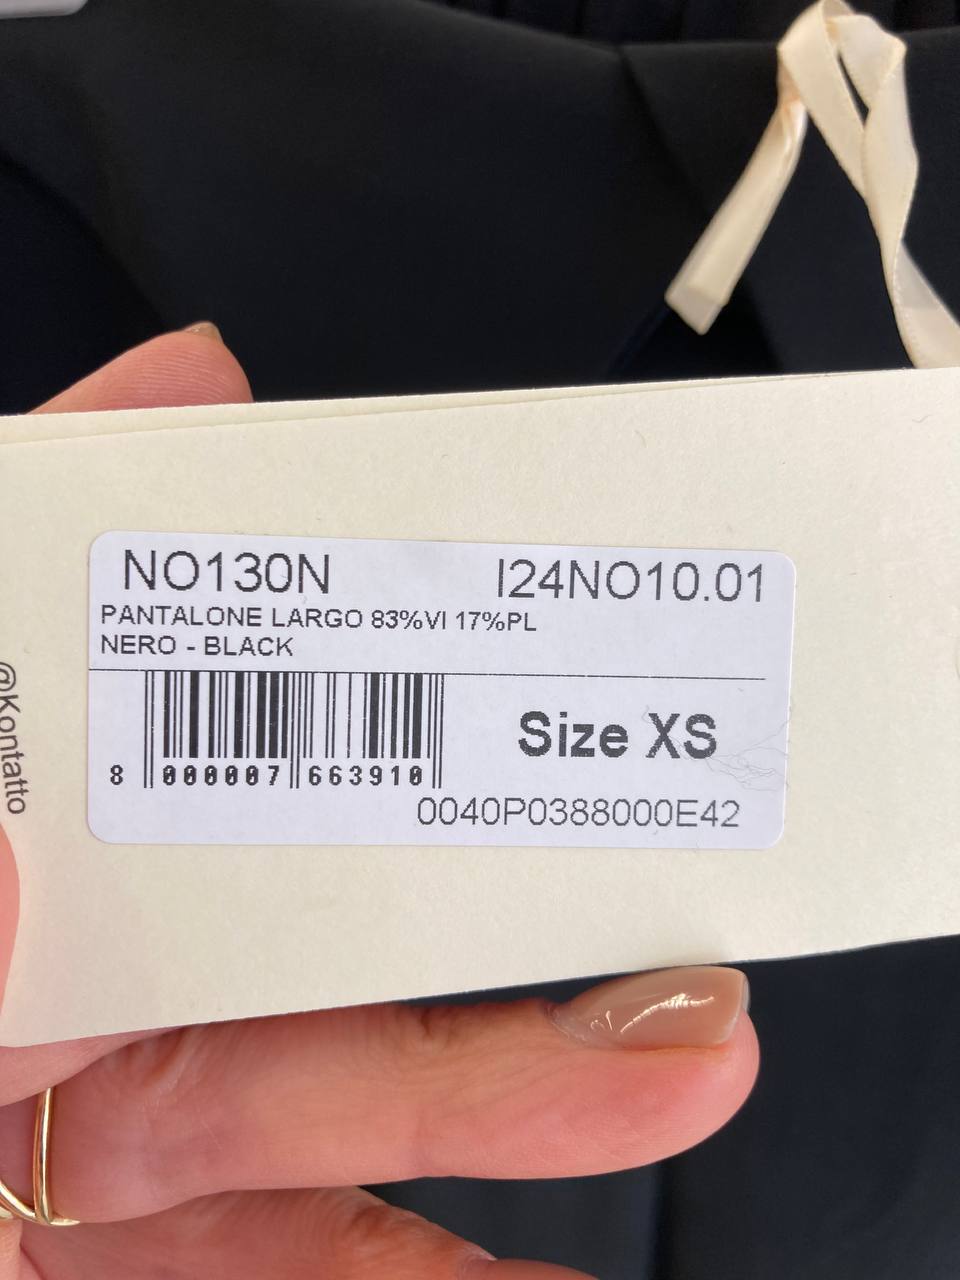 NO130N I24NO10.01
PANTALONE LARGO 83%VI 17%PL
NERO - BLACK
Size XS
8 000007 663910
0040P0388000E42
@Kontatto